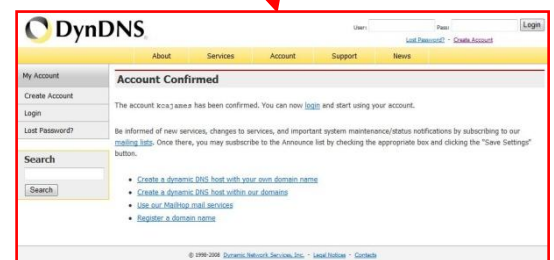 DynDNS
User: Pass: Login
Lost Password? - Create Account
About Services Account Support News
My Account
Create Account
Login
Lost Password?
Search
Search
Account Confirmed
The account kcajames has been confirmed. You can now login and start using your account.
Be informed of new services, changes to services, and important system maintenance/status notifications by subscribing to our
mailing lists. Once there, you may susbscribe to the Announce list by checking the appropriate box and clicking the "Save Settings"
button.
Create a dynamic DNS host with your own domain name
Create a dynamic DNS host within our domains
Use our MailHop mail services
Register a domain name
© 1998-2008 Dynamic Network Services, Inc. - Legal Notices - Contacts